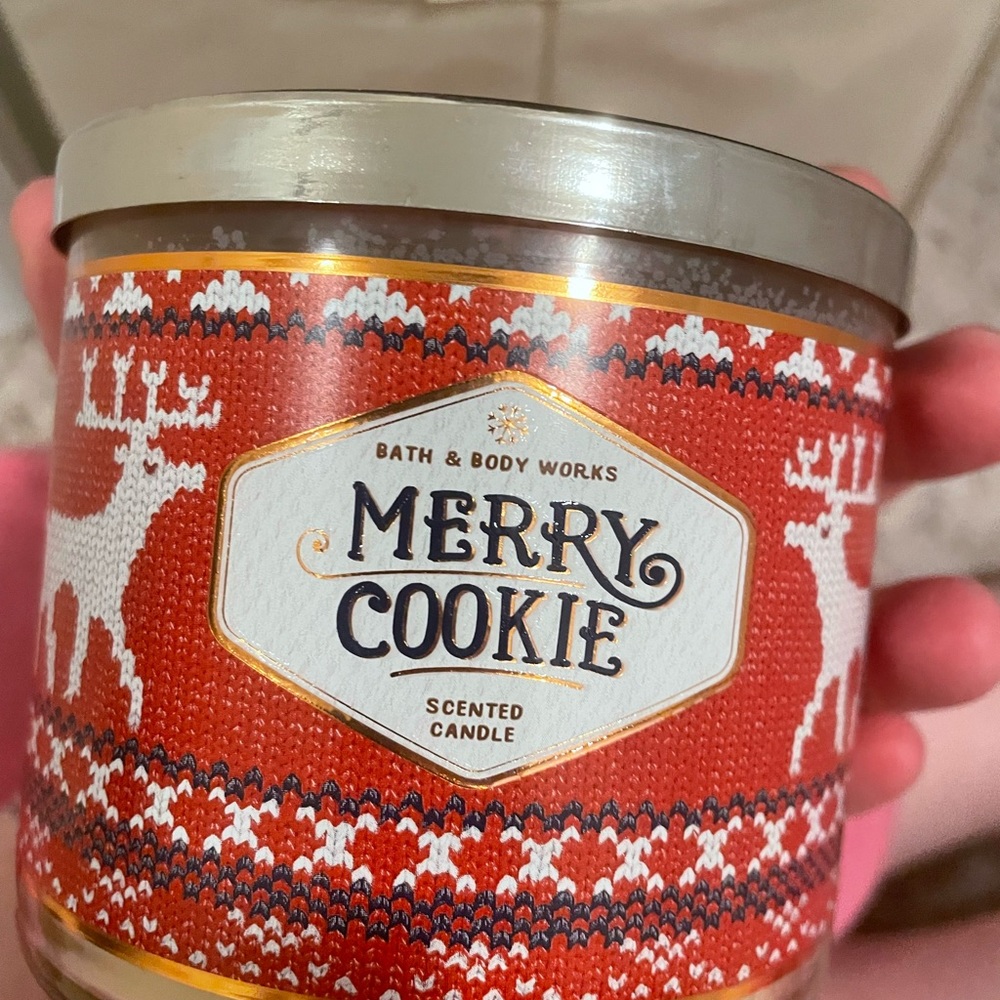 BATH & BODY WORKS
MERRY
COOKIE
SCENTED
CANDLE